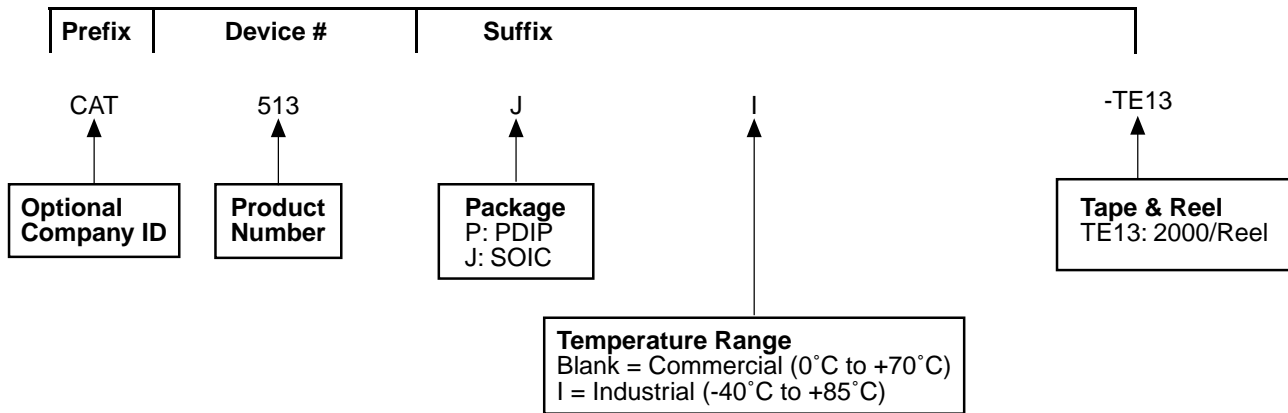 Prefix Device # Suffix
CAT 513 J I -TE13
Optional
Company ID
Product
Number
Package
P: PDIP
J: SOIC
Tape & Reel
TE13: 2000/Reel
Temperature Range
Blank = Commercial (0˚C to +70˚C)
I = Industrial (-40˚C to +85˚C)